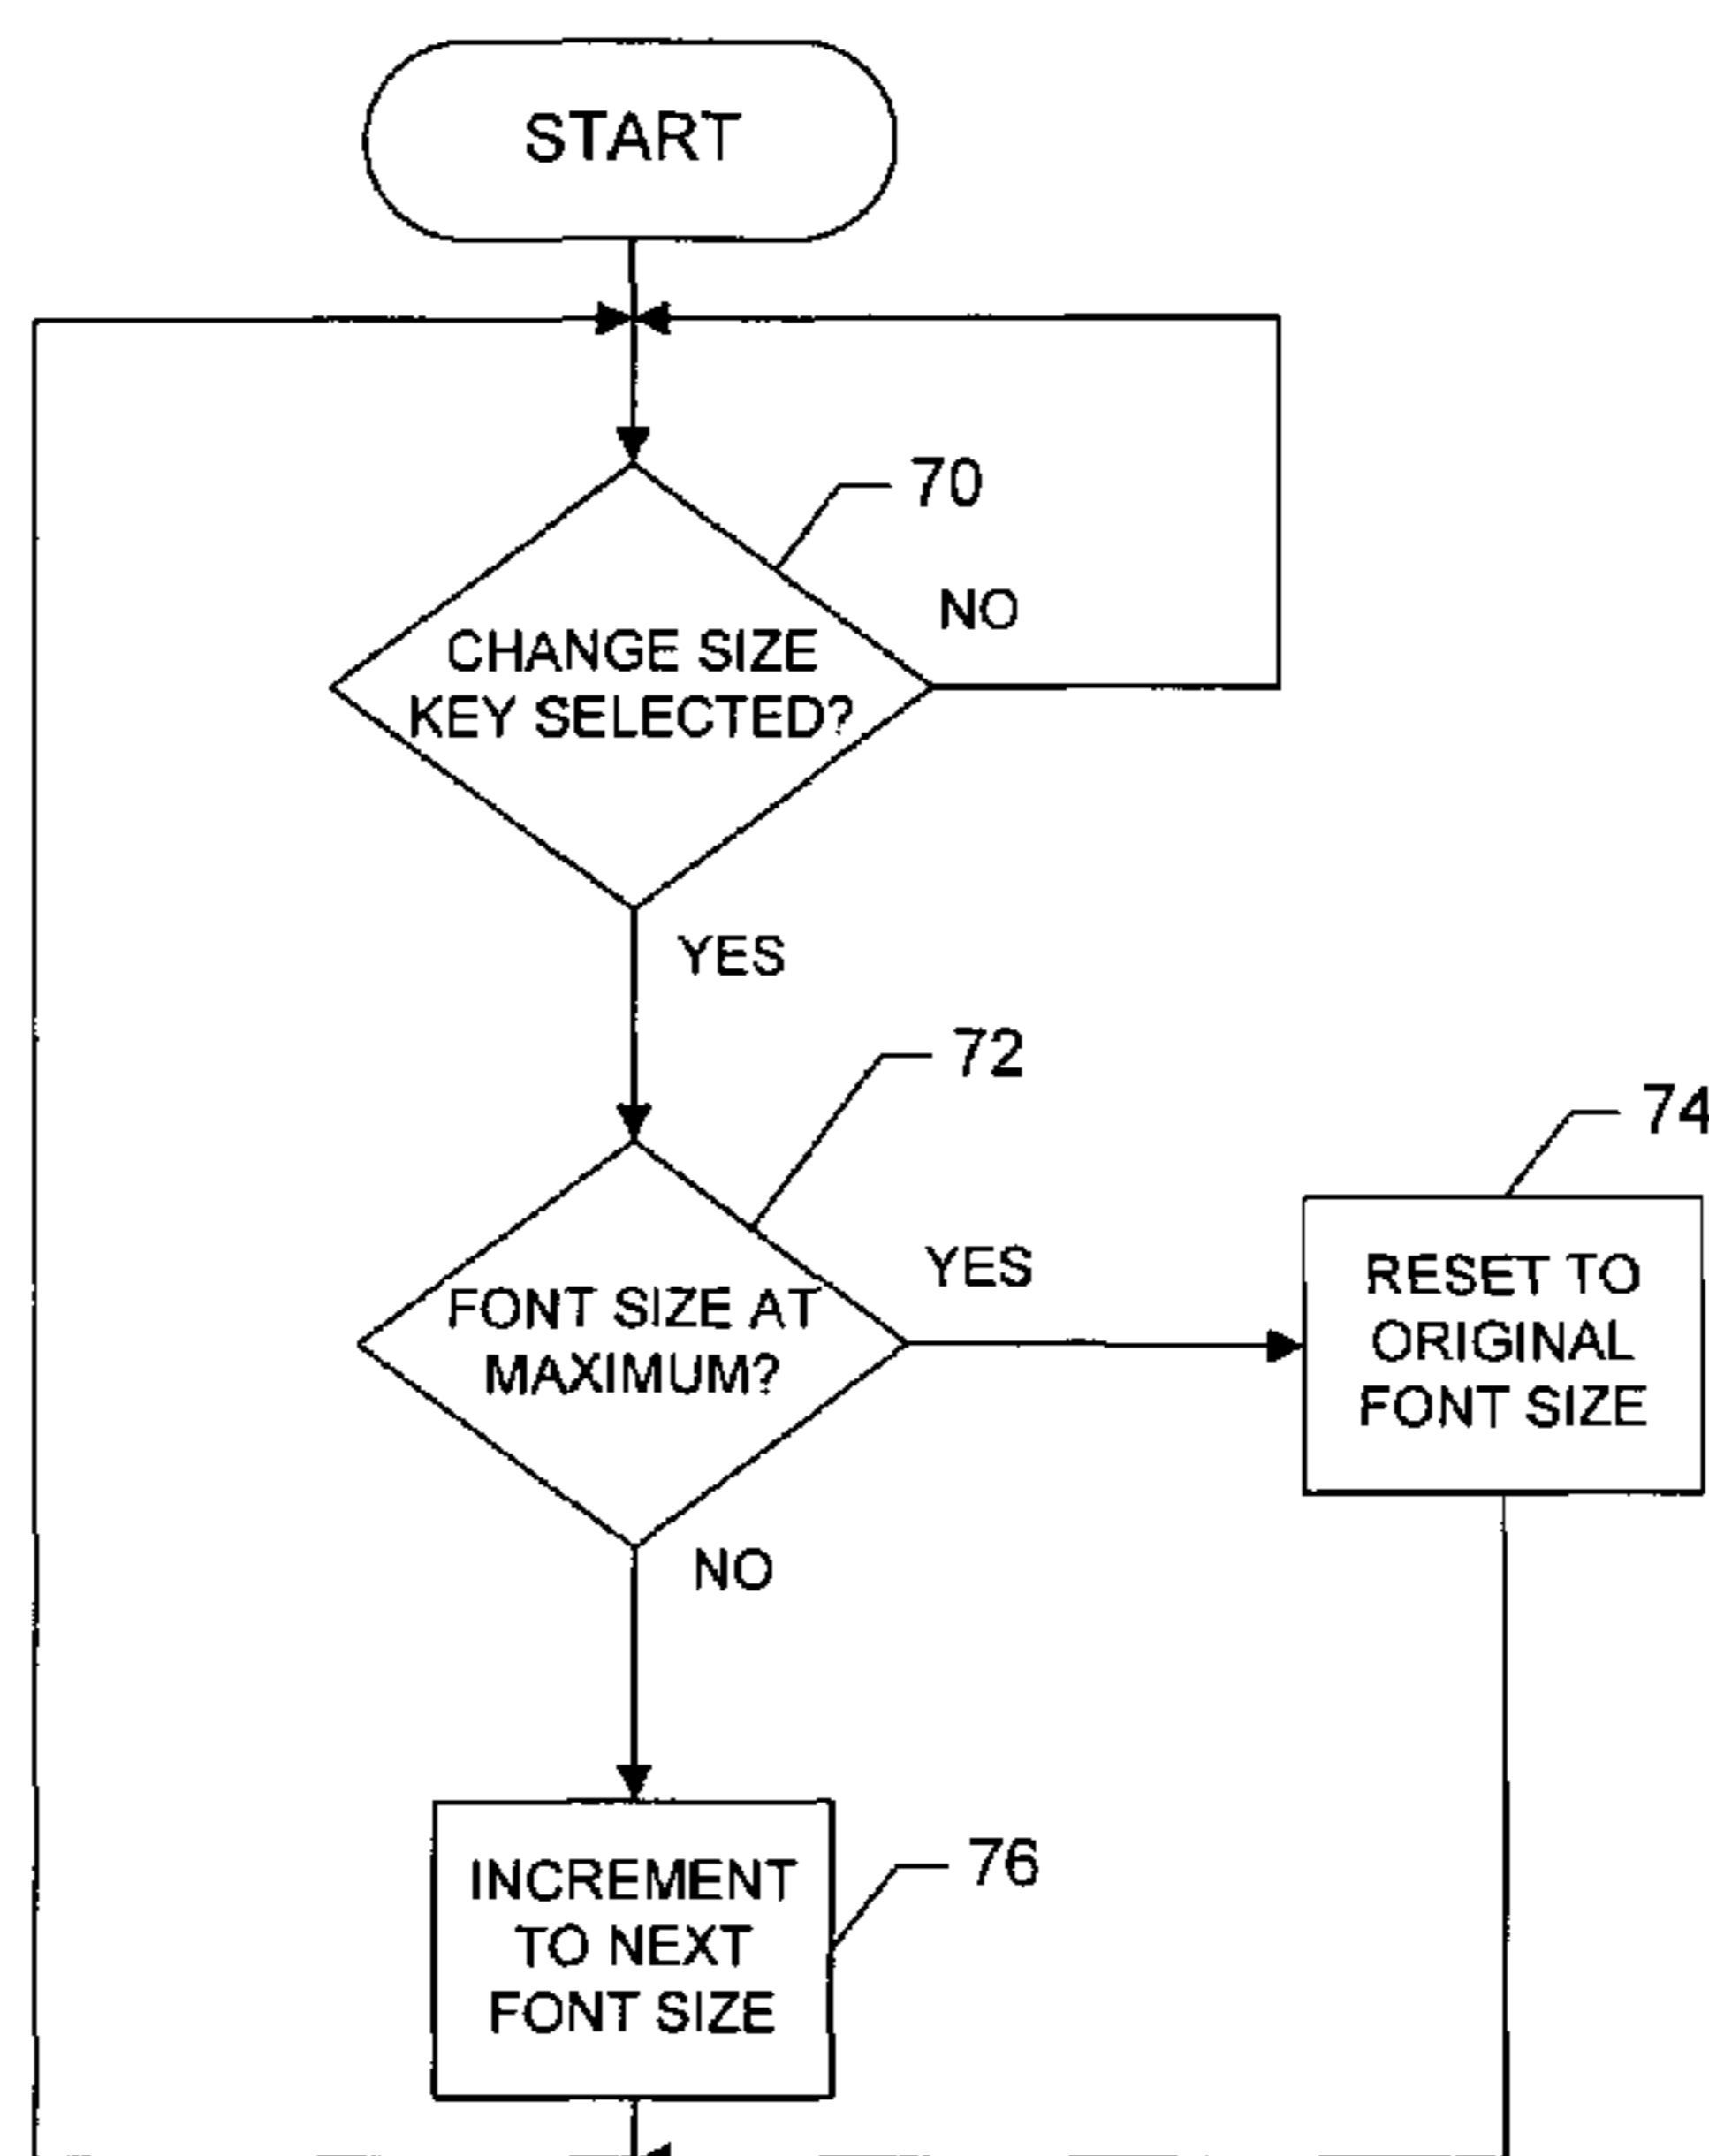 START
70
NO
CHANGE SIZE
KEY SELECTED?
YES
72
74
YES
FONT SIZE AT
MAXIMUM?
RESET TO
ORIGINAL
FONT SIZE
NO
76
INCREMENT
TO NEXT
FONT SIZE